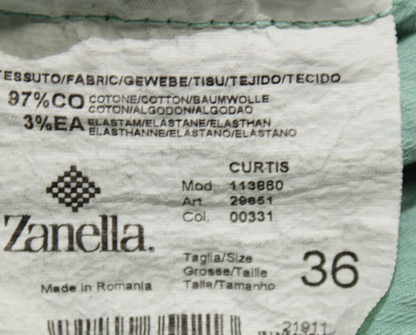 TESSUTO/FABRIC/GEWEBE/TISU/TEJIDO/TECIDO
97%CO COTONE/COTTON/BAUMWOLLE
COTON/ALGODON/ALGODAO
3%EA ELASTAM/ELASTANE/ELASTHAN
ELASTHANNE/ELASTANO/ELASTANO
CURTIS
Mod 113860
Art 29651
Col. 00331
Zanella.
Taglia/Size
Grosse/Taille
Talla/Tamanho
36
Made in Romania
21911